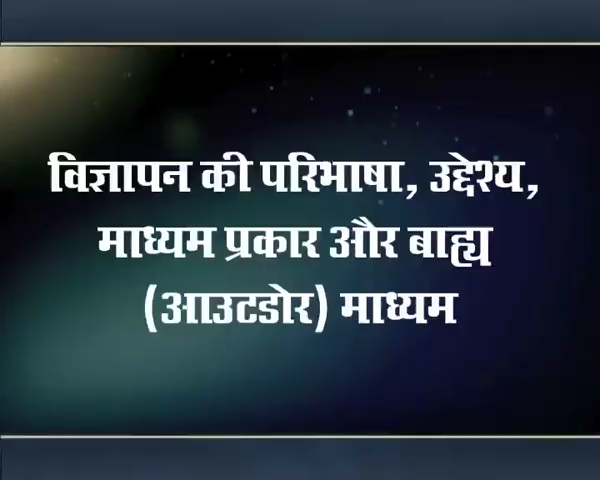 विज्ञापन की परिभाषा, उद्देश्य,
माध्यम प्रकार और बाह्य
(आउटडोर) माध्यम